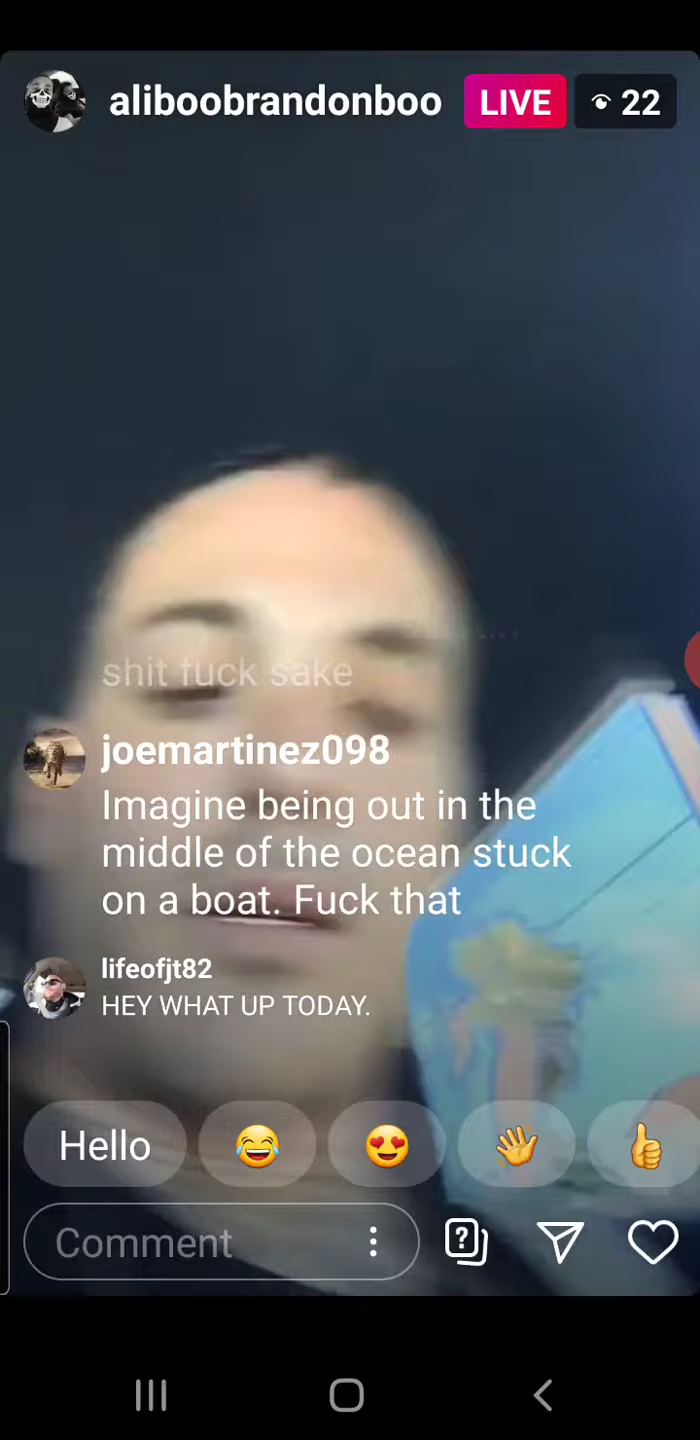 aliboobrandonboo LIVE 22
shit fuck sake
joemartinez098
Imagine being out in the
middle of the ocean stuck
on a boat. Fuck that
lifeofjt82
HEY WHAT UP TODAY.
Hello
Comment